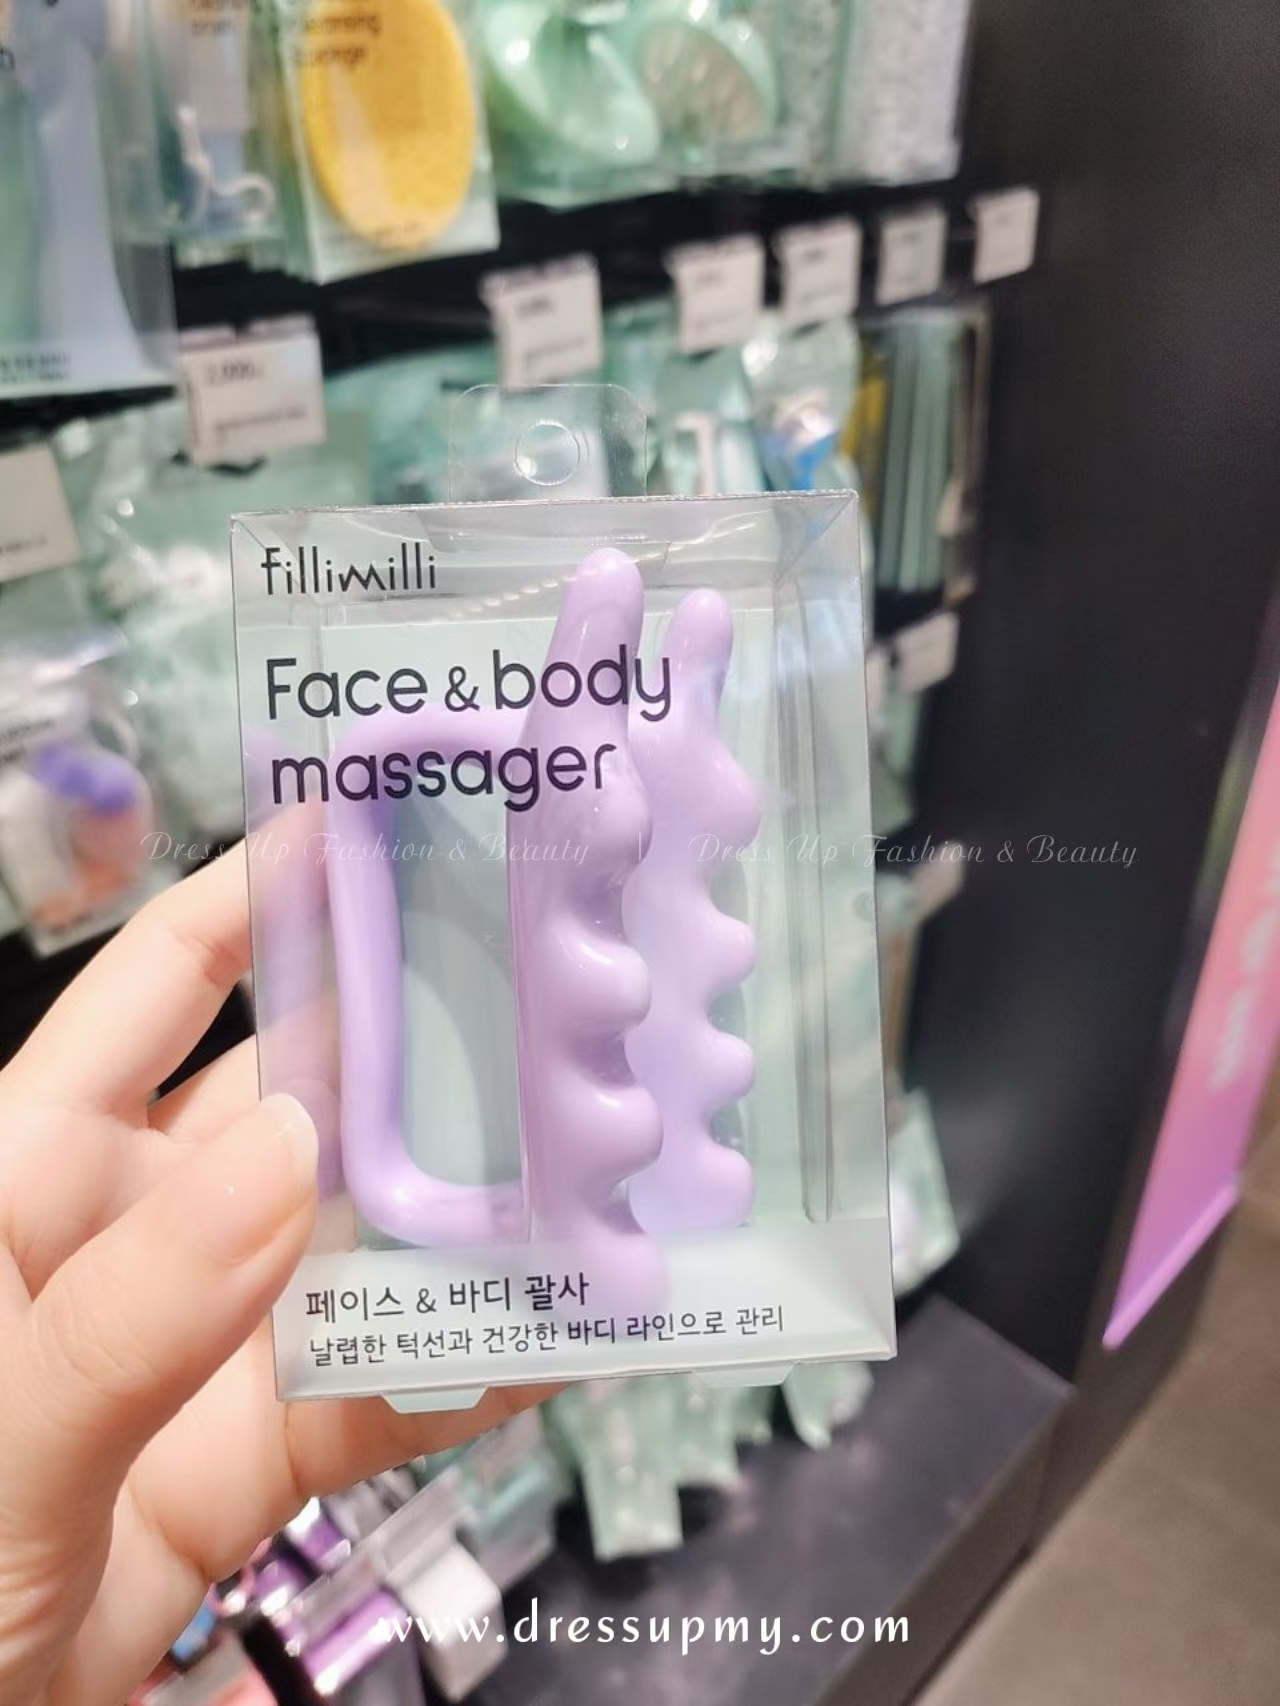 fillimilli
Face & body
massager
Dress Up Fashion & Beauty | Dress Up Fashion & Beauty
페이스 & 바디 괄사
날렵한 턱선과 건강한 바디 라인으로 관리
www.dressupmy.com